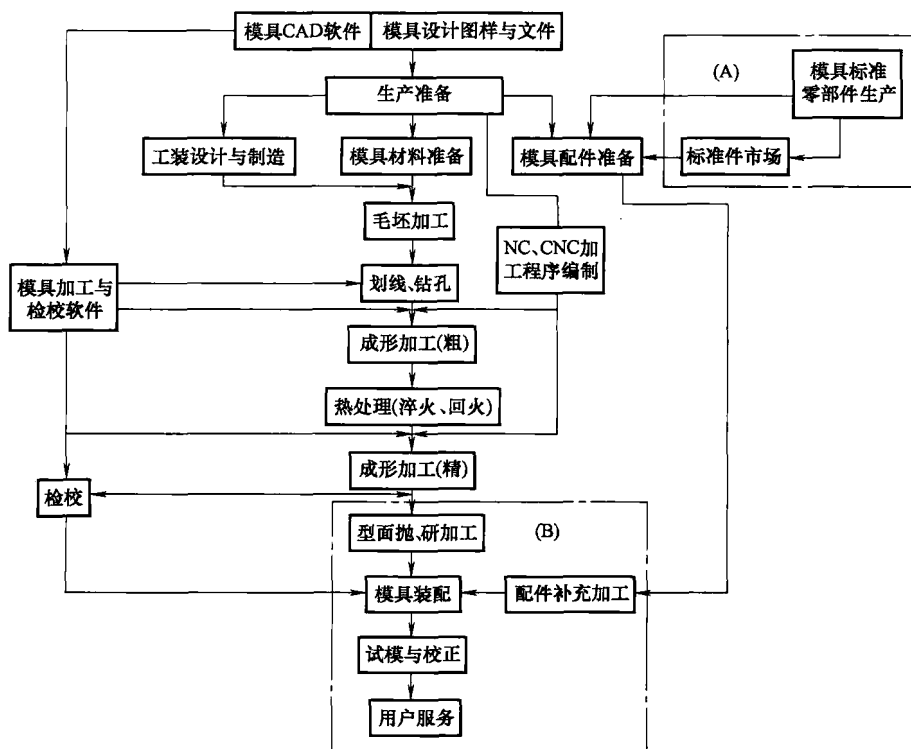 模具CAD软件
模具设计图样与文件
(A)
模具标准
零部件生产
生产准备
工装设计与制造
模具材料准备
模具配件准备
标准件市场
毛坯加工
NC、CNC加
工程序编制
模具加工与
检校软件
划线、钻孔
成形加工(粗)
热处理(淬火、回火)
成形加工(精)
检校
型面抛、研加工
(B)
模具装配
配件补充加工
试模与校正
用户服务